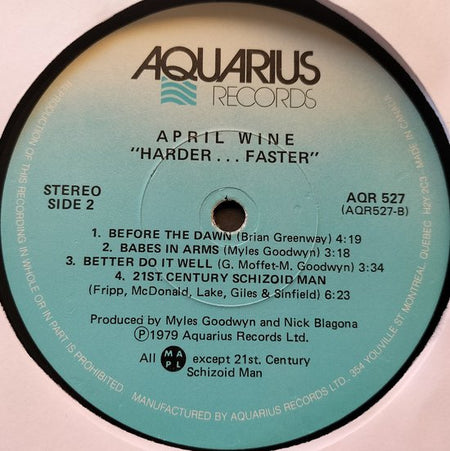 AQUARIUS
RECORDS
APRIL WINE
"HARDER... FASTER"
STEREO
SIDE 2
AQR 527
(AQR527-B)
1. BEFORE THE DAWN (Brian Greenway) 4:19
2. BABES IN ARMS (Myles Goodwyn) 3:18
3. BETTER DO IT WELL (G. Moffet-M. Goodwyn) 3:34
4. 21ST. CENTURY SCHIZOID MAN
(Fripp, McDonald, Lake, Giles & Sinfield) 6:23
Produced by Myles Goodwyn and Nick Blagona
Ⓟ1979 Aquarius Records Ltd.
All MAPL except 21st. Century
Schizoid Man
REPRODUCTION OF THIS RECORDING IN WHOLE OR IN PART IS PROHIBITED. MANUFACTURED BY AQUARIUS RECORDS LTD. 354 YOUVILLE ST. MONTREAL, QUEBEC H2Y 2C3 MADE IN CANADA